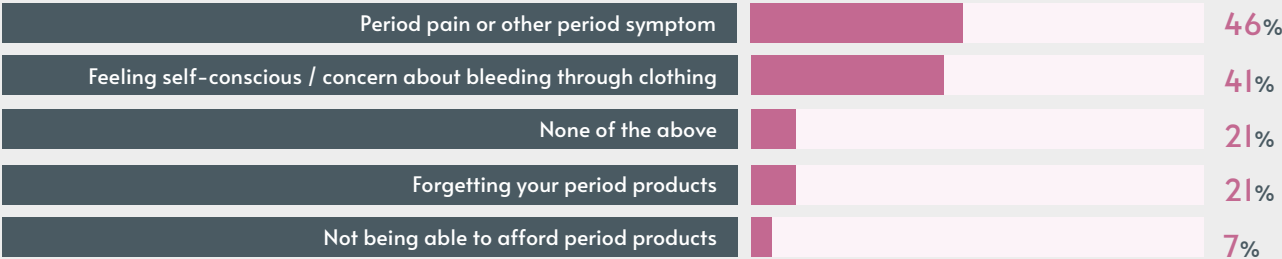 Period pain or other period symptom 46%
Feeling self-conscious / concern about bleeding through clothing 41%
None of the above 21%
Forgetting your period products 21%
Not being able to afford period products 7%